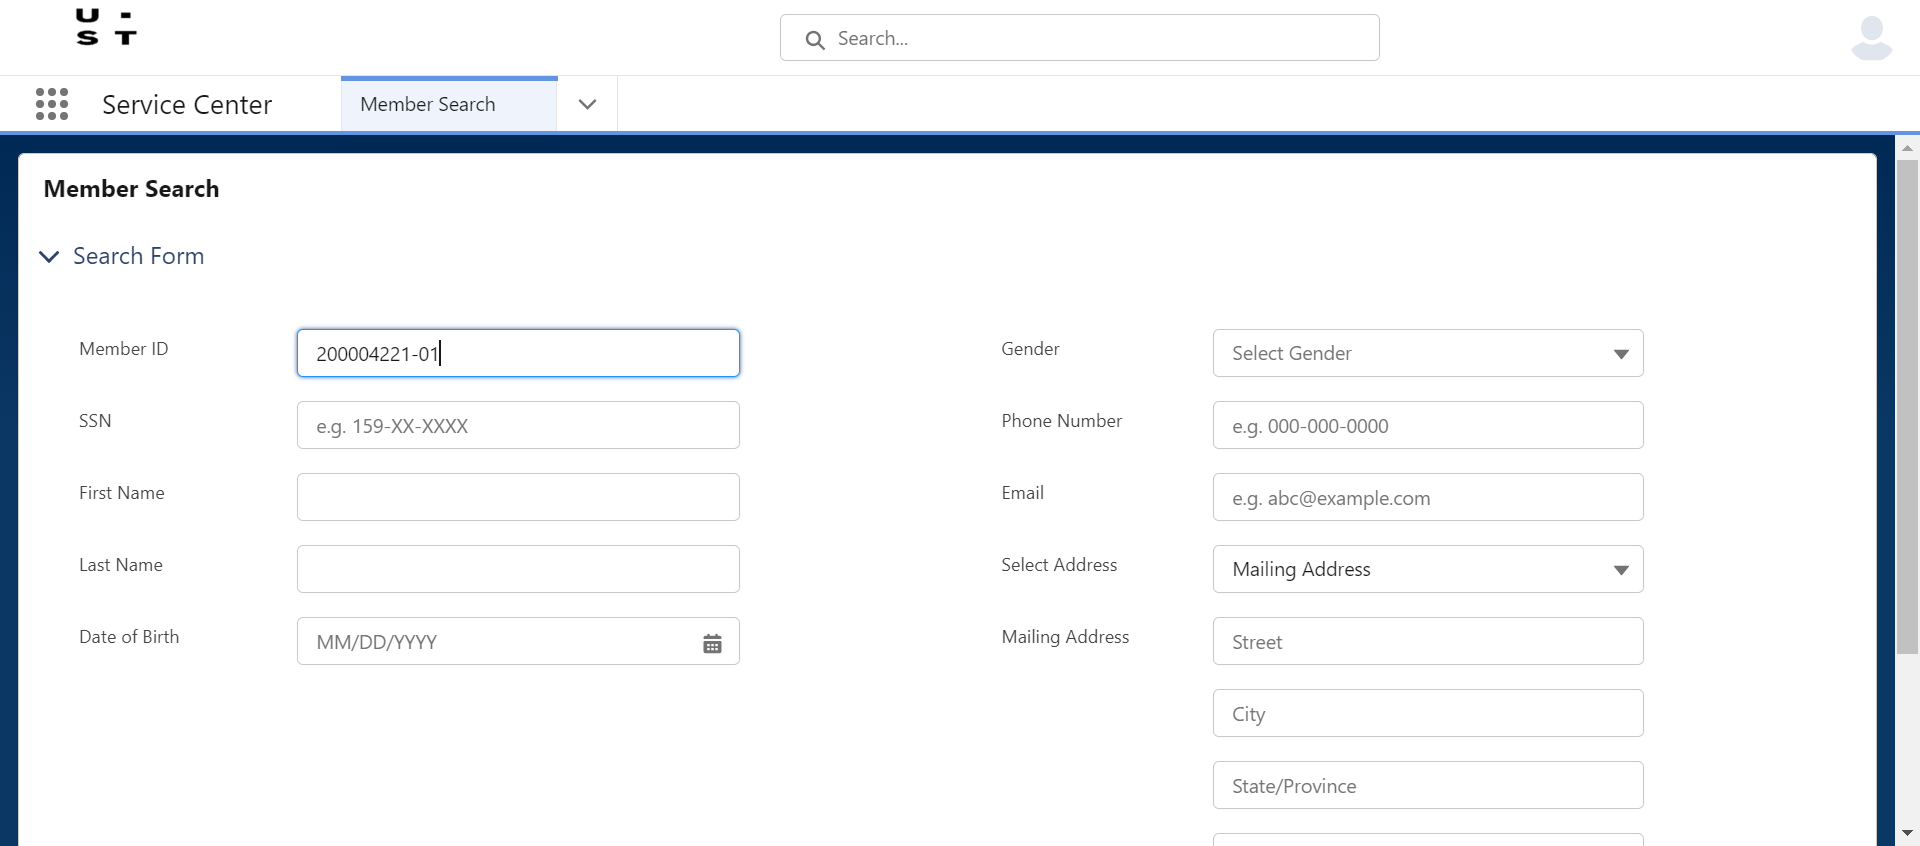 U -
S T
Search...
Service Center
Member Search
Member Search
Search Form
Member ID
200004221-01
SSN
e.g. 159-XX-XXXX
First Name
Last Name
Date of Birth
MM/DD/YYYY
Gender
Select Gender
Phone Number
e.g. 000-000-0000
Email
e.g. abc@example.com
Select Address
Mailing Address
Mailing Address
Street
City
State/Province